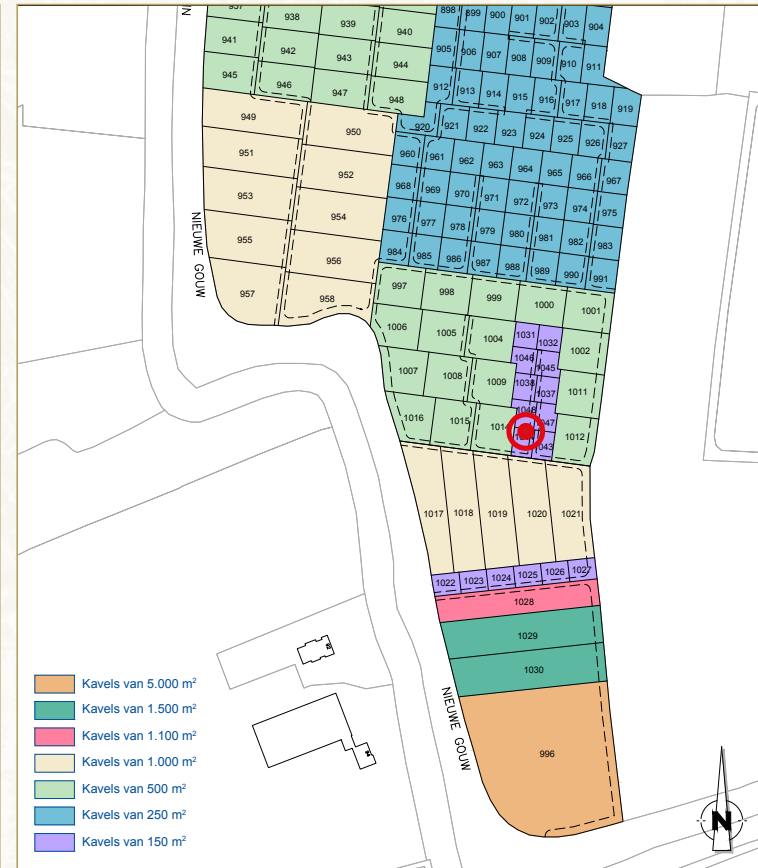 898 899 900 901 902 903 904
938 939 940
941 942 943 944
945 946 947 948
905 906 907 908 909 910 911
912 913 914 915 916 917 918 919
920 921 922 923 924 925 926 927
949 950
951 952
953 954
955 956
957 958
960 961 962 963 964 965 966 967
968 969 970 971 972 973 974 975
976 977 978 979 980 981 982 983
984 985 986 987 988 989 990 991
NIEUWE GOUW
997 998 999 1000 1001
1006 1005 1004 1031 1032 1002
1046 1045
1007 1008 1009 1038 1037 1011
1016 1015 1014 1047 1012
1043
1017 1018 1019 1020 1021
1022 1023 1024 1025 1026 1027
1028
1029
1030
NIEUWE GOUW
996
Kavels van 5.000 m²
Kavels van 1.500 m²
Kavels van 1.100 m²
Kavels van 1.000 m²
Kavels van 500 m²
Kavels van 250 m²
Kavels van 150 m²
N